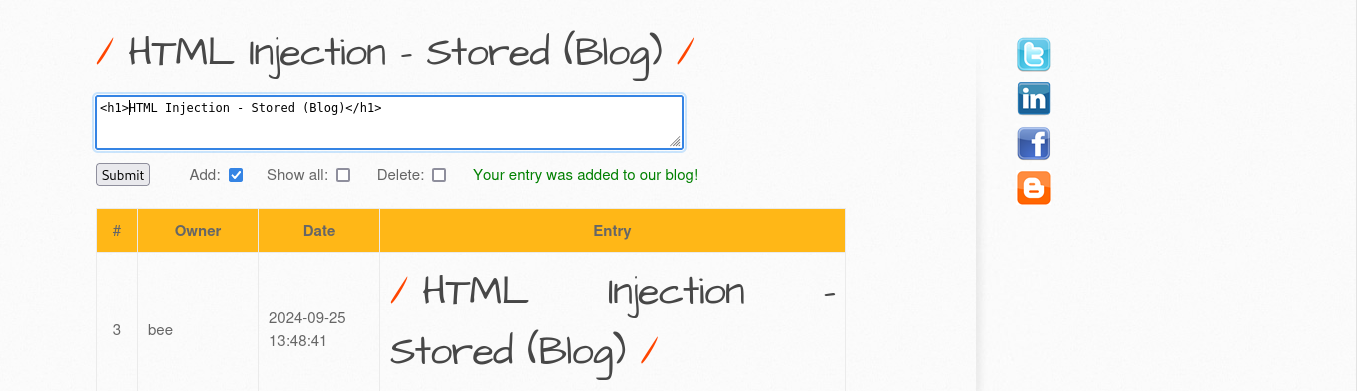 / HTML Injection - Stored (Blog) /
<h1>HTML Injection - Stored (Blog)</h1>
Submit Add: Show all: Delete: Your entry was added to our blog!
# Owner Date Entry
3 bee 2024-09-25 13:48:41 / HTML Injection -
Stored (Blog) /